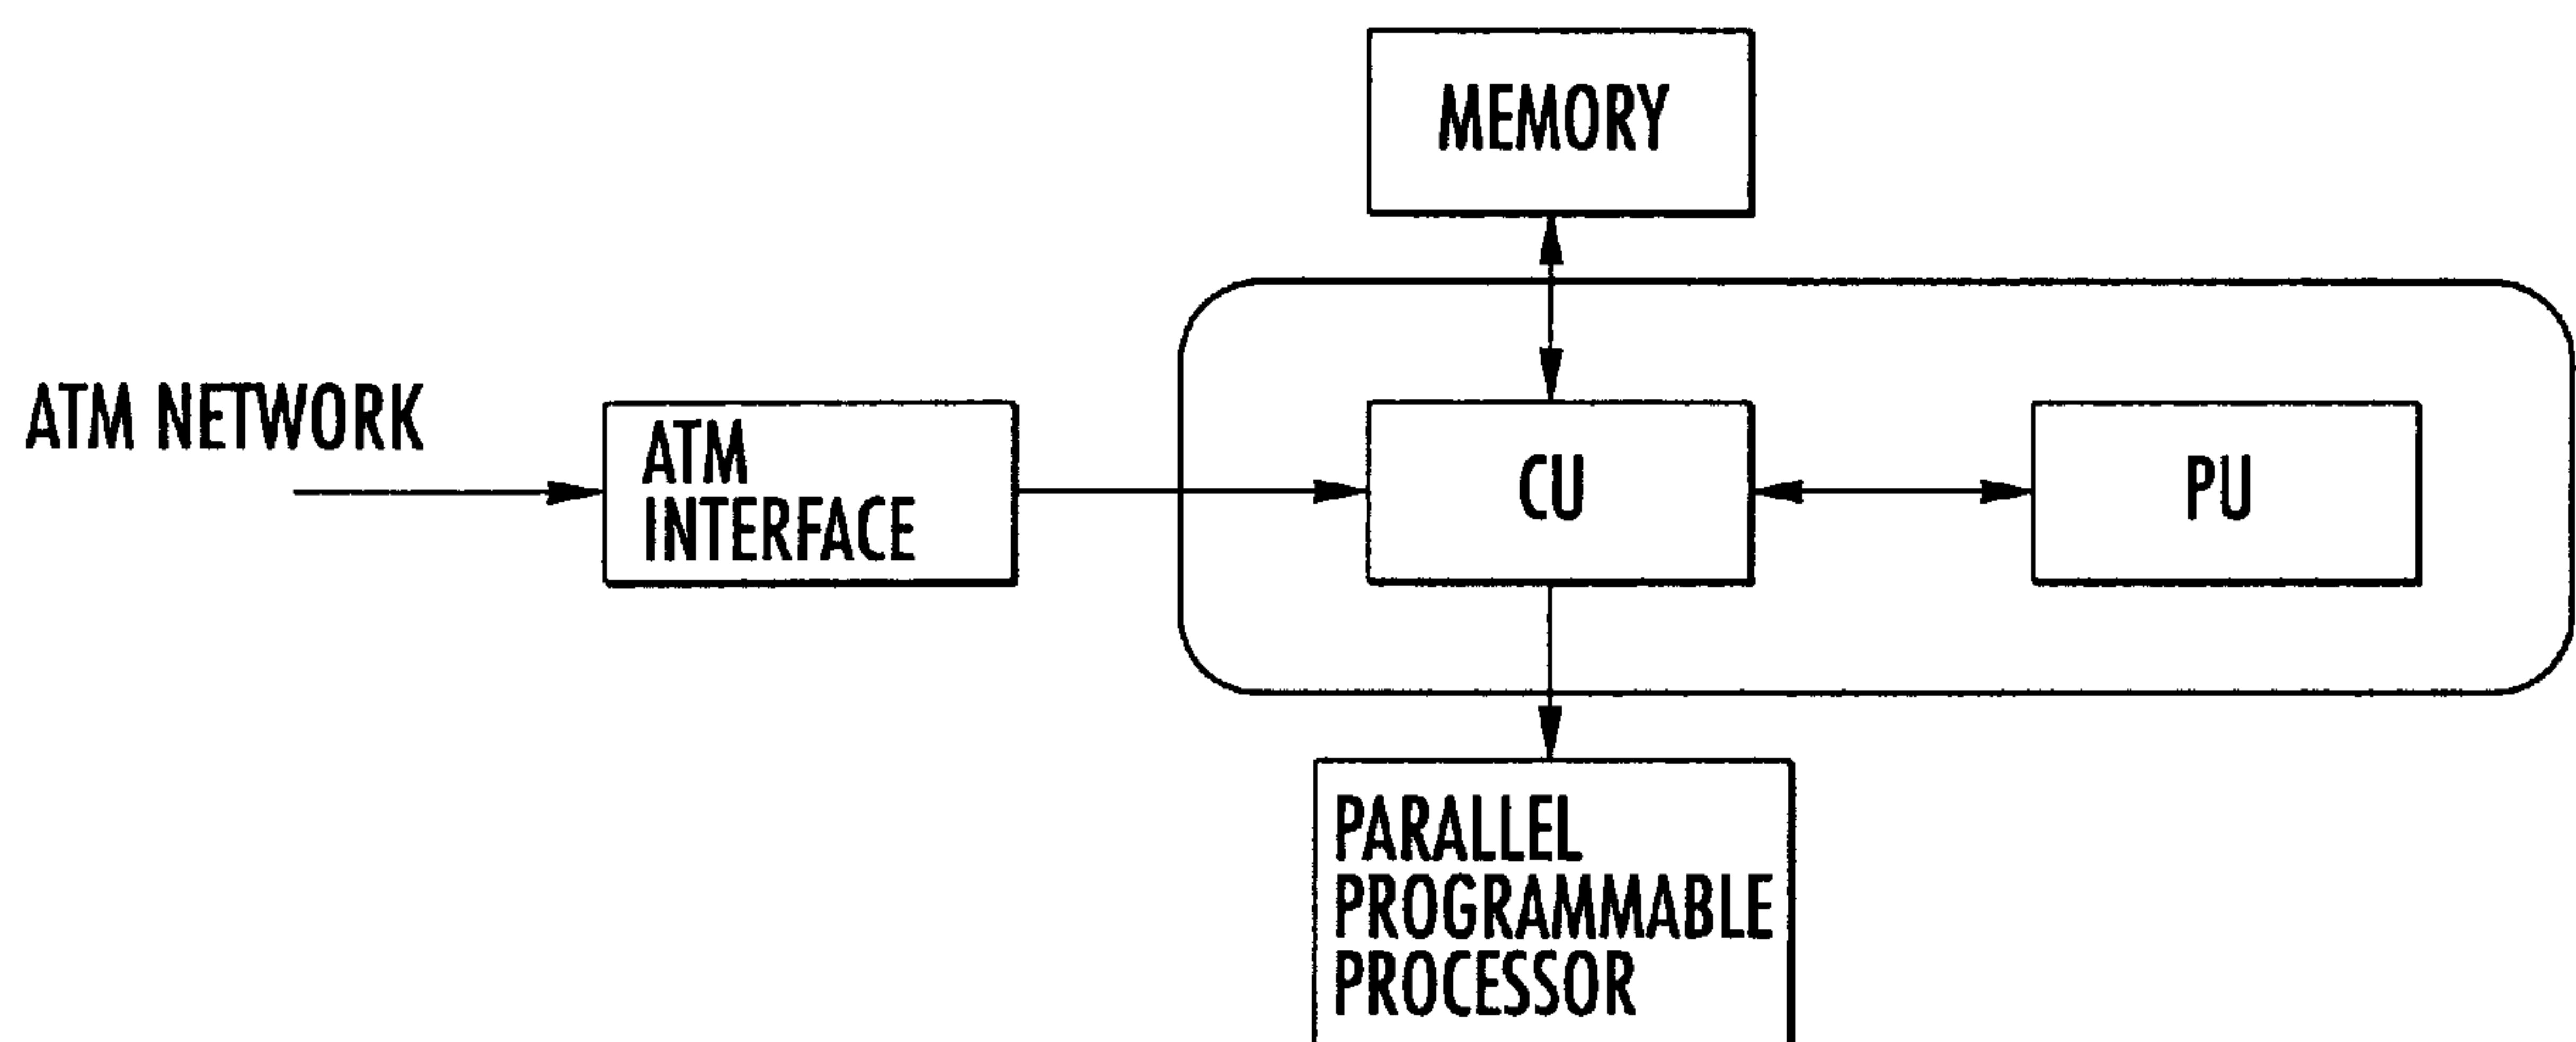 MEMORY
ATM NETWORK
ATM
INTERFACE
CU
PU
PARALLEL
PROGRAMMABLE
PROCESSOR